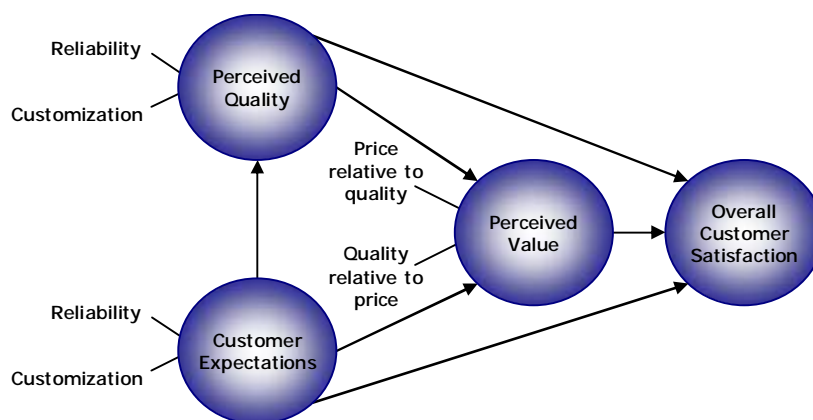 Reliability
Customization
Perceived
Quality
Price
relative to
quality
Quality
relative to
price
Perceived
Value
Overall
Customer
Satisfaction
Reliability
Customization
Customer
Expectations